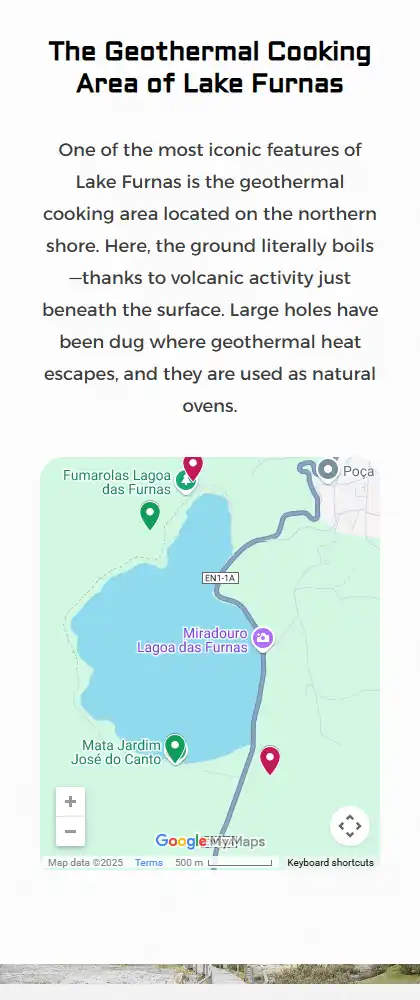 The Geothermal Cooking
Area of Lake Furnas
One of the most iconic features of
Lake Furnas is the geothermal
cooking area located on the northern
shore. Here, the ground literally boils
—thanks to volcanic activity just
beneath the surface. Large holes have
been dug where geothermal heat
escapes, and they are used as natural
ovens.
Fumarolas Lagoa
das Furnas
Poça
EN1-1A
Miradouro
Lagoa das Furnas
Mata Jardim
José do Canto
Google My Maps
Map data ©2025 Terms 500 m Keyboard shortcuts